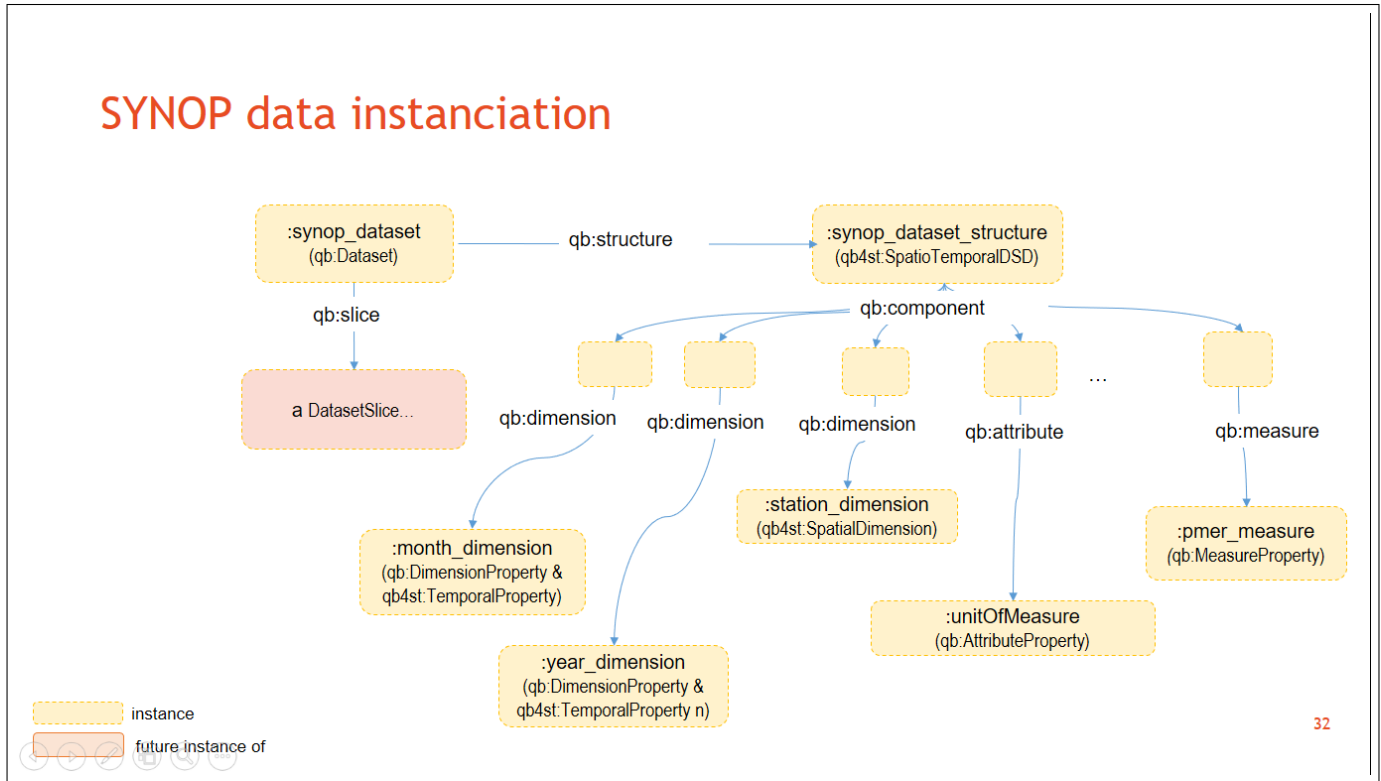 SYNOP data instanciation
:synop_dataset
(qb:Dataset)
qb:structure
:synop_dataset_structure
(qb4st:SpatioTemporalDSD)
qb:slice
qb:component
a DatasetSlice...
...
qb:dimension
qb:dimension
qb:dimension
qb:attribute
qb:measure
:station_dimension
(qb4st:SpatialDimension)
:pmer_measure
(qb:MeasureProperty)
:month_dimension
(qb:DimensionProperty &
qb4st:TemporalProperty)
:unitOfMeasure
(qb:AttributeProperty)
:year_dimension
(qb:DimensionProperty &
qb4st:TemporalProperty n)
instance
future instance of
32